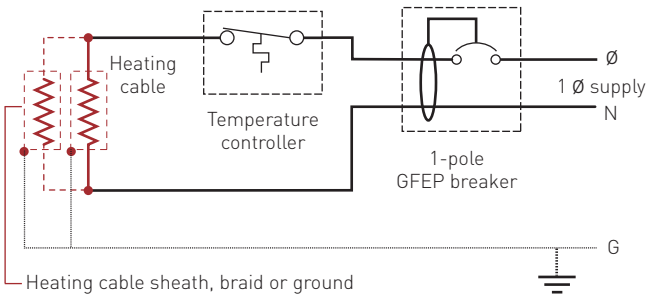 Heating
cable
Temperature
controller
1-pole
GFEP breaker
Ø
1 Ø supply
N
G
Heating cable sheath, braid or ground